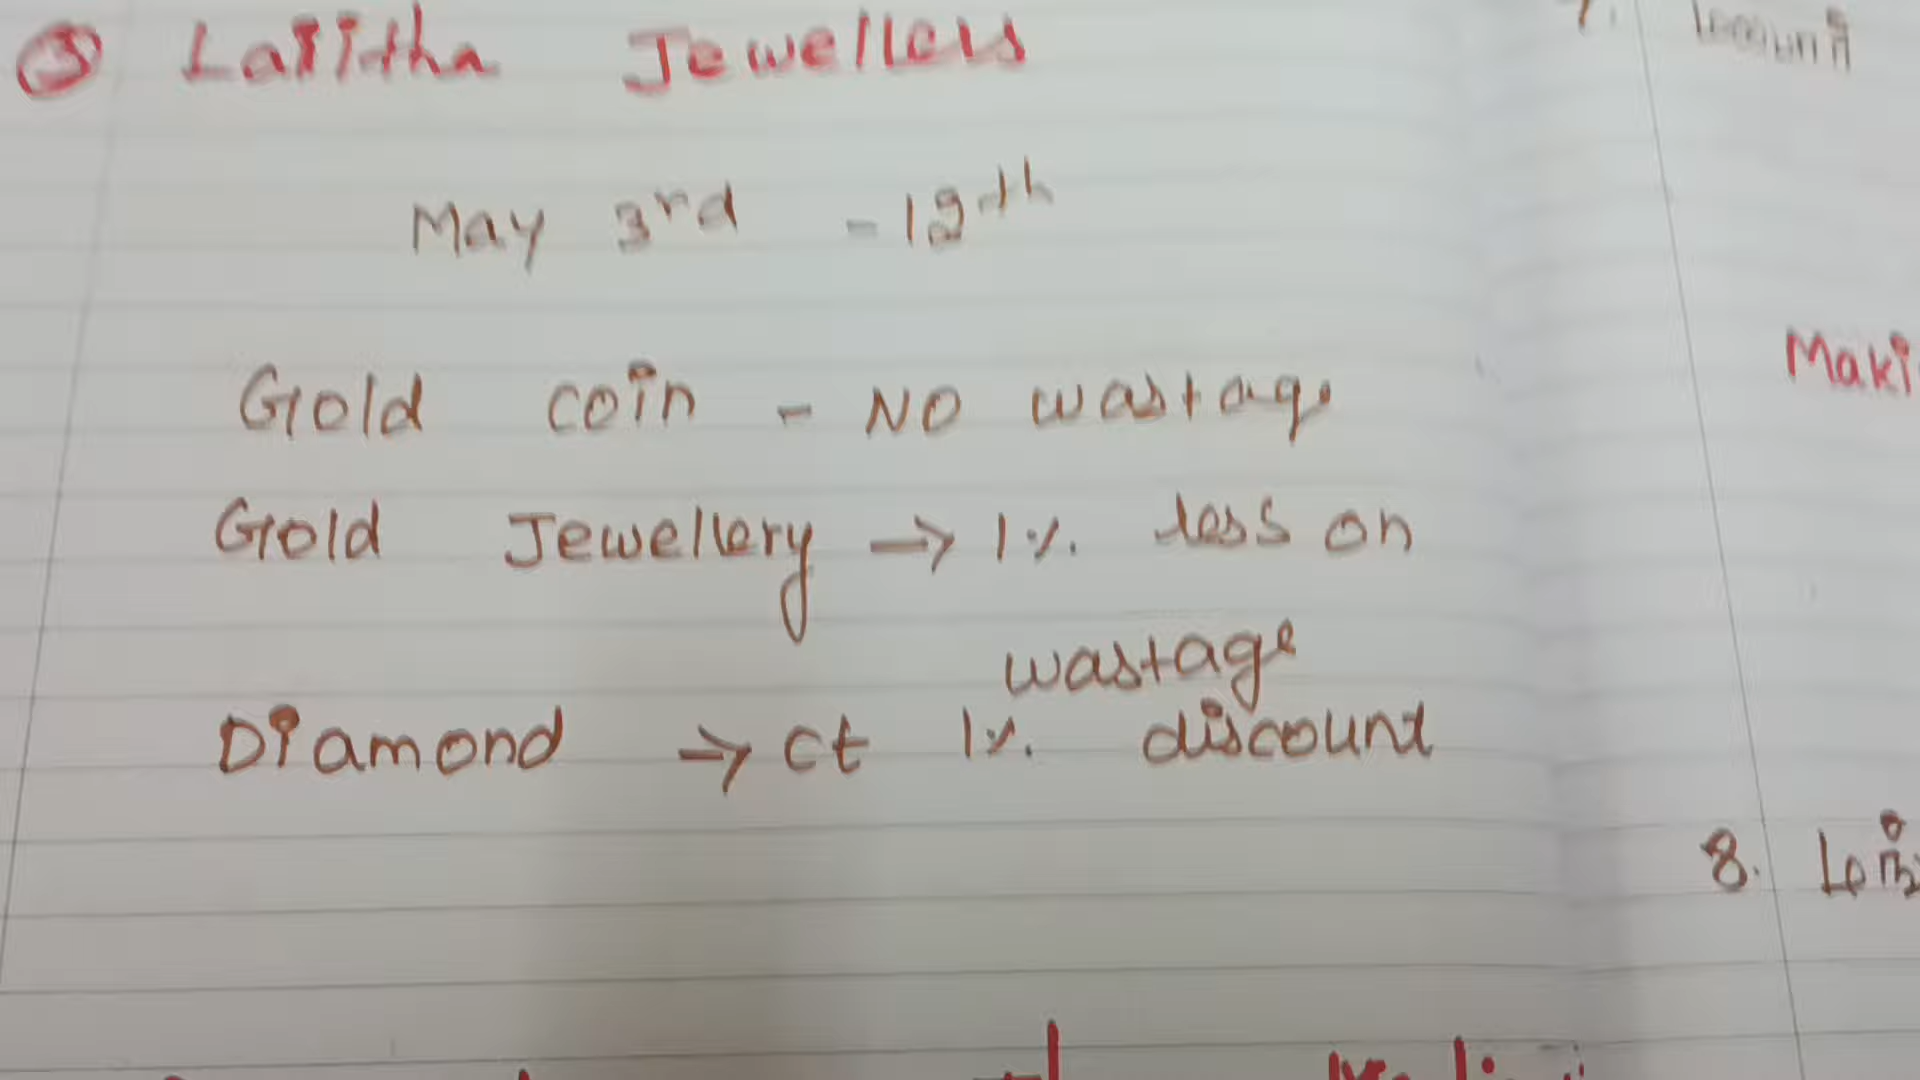 ③ Lalitha Jewellers
May 3rd - 12th
Gold coin - NO wastage
Gold Jewellery → 1% less on
wastage
Diamond → ct 1% discount
7.
Maki
8.